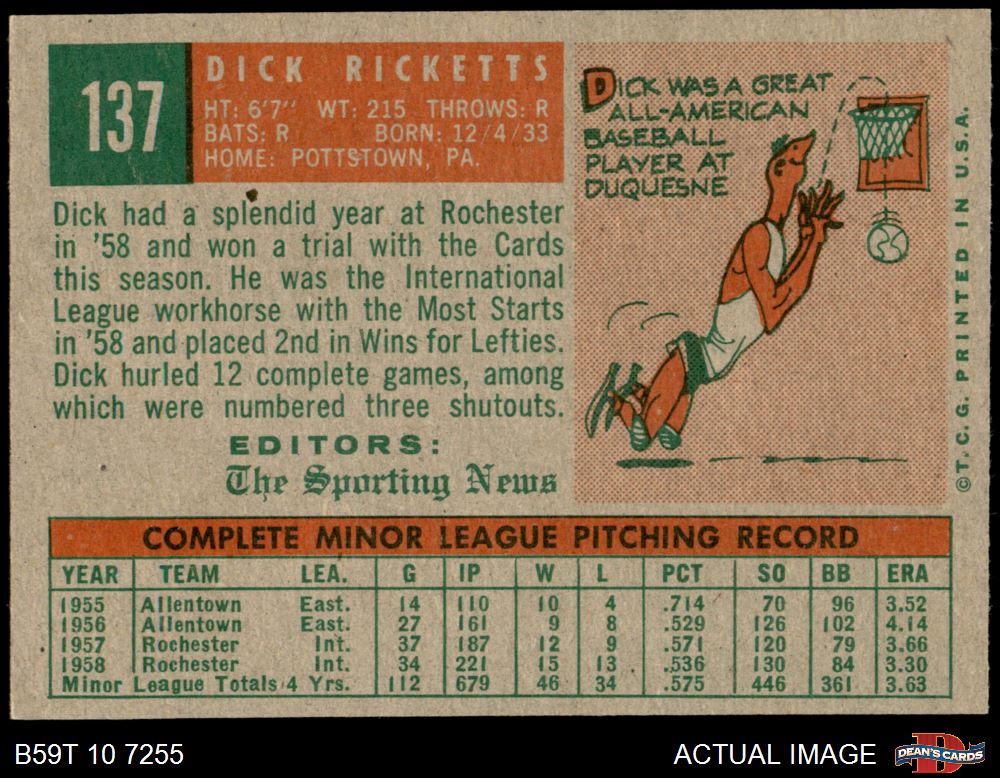 137
DICK RICKETTS
HT: 6'7" WT: 215 THROWS: R
BATS: R BORN: 12/4/33
HOME: POTTSTOWN, PA.
Dick had a splendid year at Rochester
in '58 and won a trial with the Cards
this season. He was the International
League workhorse with the Most Starts
in '58 and placed 2nd in Wins for Lefties.
Dick hurled 12 complete games, among
which were numbered three shutouts.
EDITORS:
The Sporting News
DICK WAS A GREAT
ALL-AMERICAN
BASEBALL
PLAYER AT
DUQUESNE
©T. C. G. PRINTED IN U.S.A.
COMPLETE MINOR LEAGUE PITCHING RECORD
YEAR TEAM LEA. G IP W L PCT SO BB ERA
1955 Allentown East. 14 110 10 4 .714 70 96 3.52
1956 Allentown East. 27 161 9 8 .529 126 102 4.14
1957 Rochester Int. 37 187 12 9 .571 120 79 3.66
1958 Rochester Int. 34 221 15 13 .536 130 84 3.30
Minor League Totals 4 Yrs. 112 679 46 34 .575 446 361 3.63
B59T 10 7255
ACTUAL IMAGE
DEAN'S CARDS